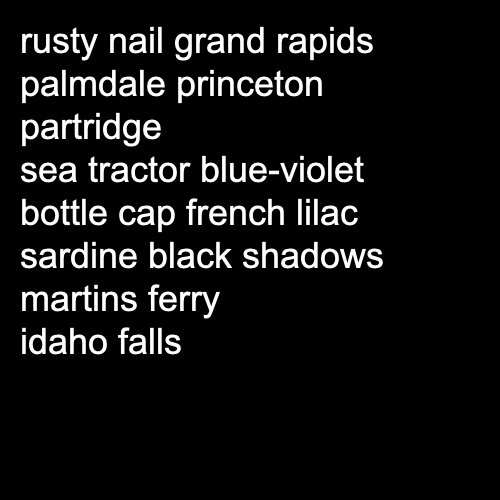 rusty nail grand rapids
palmdale princeton
partridge
sea tractor blue-violet
bottle cap french lilac
sardine black shadows
martins ferry
idaho falls